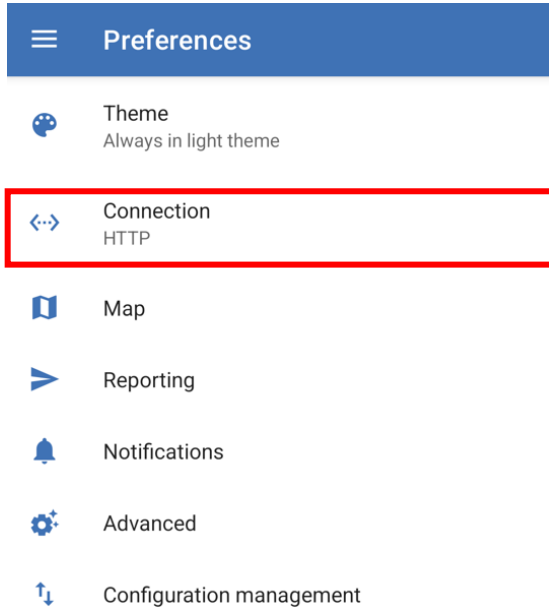 Preferences
Theme
Always in light theme
Connection
HTTP
Map
Reporting
Notifications
Advanced
Configuration management